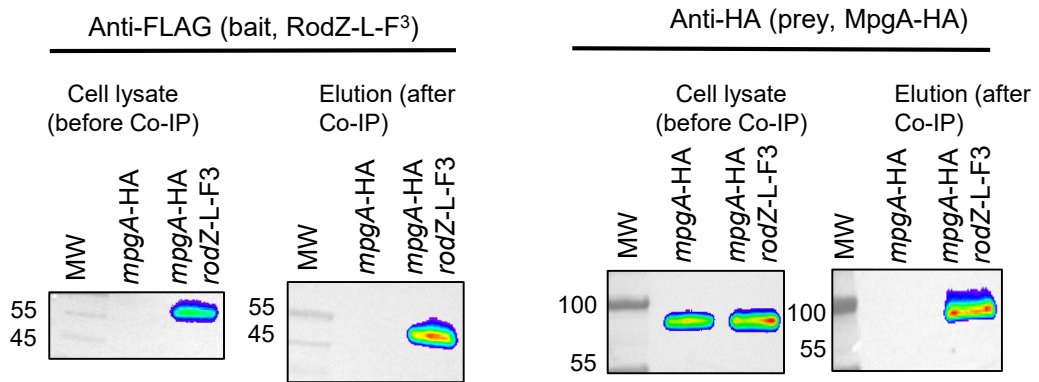 Anti-FLAG (bait, RodZ-L-F³)
Cell lysate
(before Co-IP)
Elution (after
Co-IP)
MW
mpgA-HA
mpgA-HA
rodZ-L-F3
MW
mpgA-HA
mpgA-HA
rodZ-L-F3
55
45
55
45
Anti-HA (prey, MpgA-HA)
Cell lysate
(before Co-IP)
Elution (after
Co-IP)
MW
mpgA-HA
mpgA-HA
rodZ-L-F3
MW
mpgA-HA
mpgA-HA
rodZ-L-F3
100
55
100
55